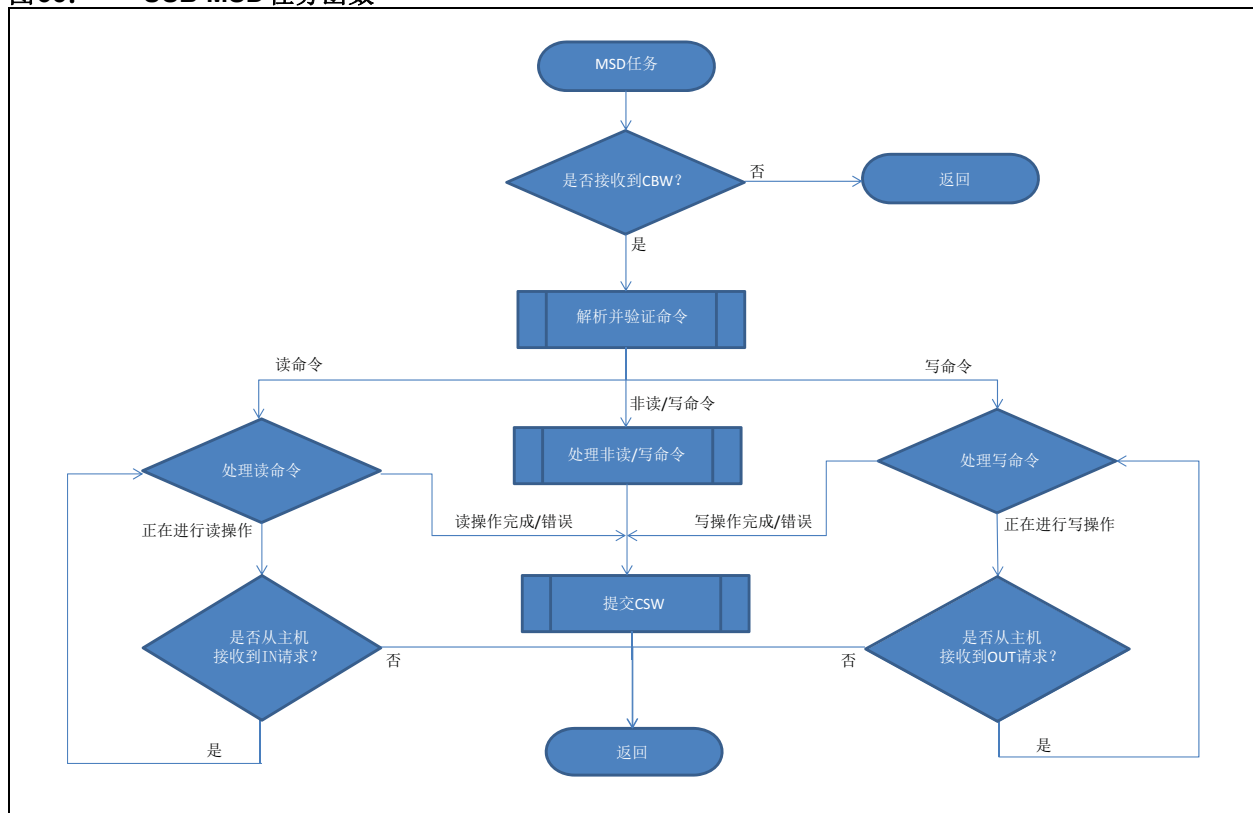 MSD任务
是否接收到CBW？
否
返回
是
解析并验证命令
读命令
写命令
非读/写命令
处理读命令
处理非读/写命令
处理写命令
正在进行读操作
读操作完成/错误
写操作完成/错误
正在进行写操作
提交CSW
是否从主机
接收到IN请求？
否
否
是否从主机
接收到OUT请求？
是
返回
是